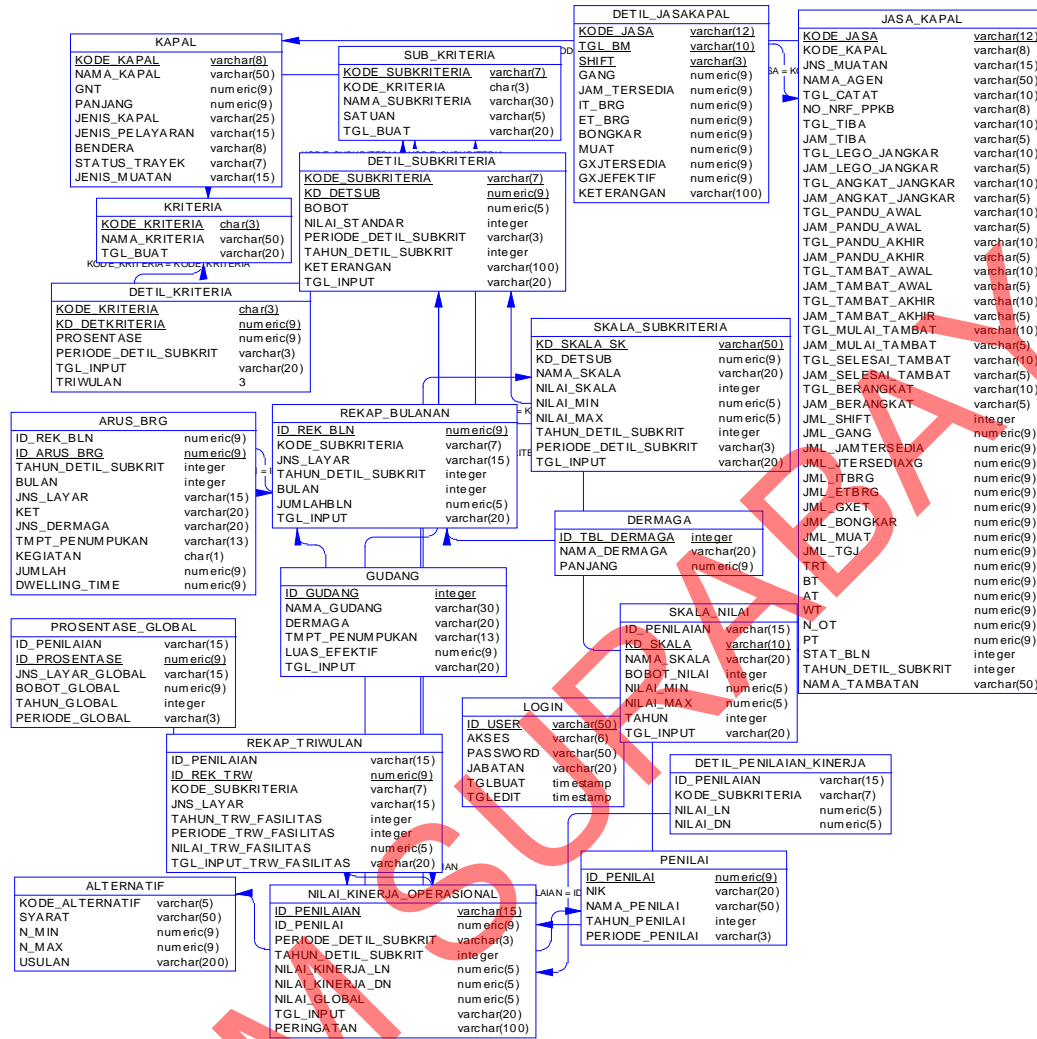 KAPAL
KODE_KAPAL varchar(8)
NAMA_KAPAL varchar(50)
GNT numeric(9)
PANJANG numeric(9)
JENIS_KAPAL varchar(25)
JENIS_PELAYARAN varchar(15)
BENDERA varchar(8)
STATUS_TRAYEK varchar(7)
JENIS_MUATAN varchar(15)
SUB_KRITERIA
KODE_SUBKRITERIA varchar(7)
KODE_KRITERIA char(3)
NAMA_SUBKRITERIA varchar(30)
SATUAN varchar(5)
TGL_BUAT varchar(20)
DETIL_JASAKAPAL
KODE_JASA varchar(12)
TGL_BM varchar(10)
SHIFT varchar(3)
GANG numeric(9)
JAM_TERSEDIA numeric(9)
IT_BRG numeric(9)
ET_BRG numeric(9)
BONGKAR numeric(9)
MUAT numeric(9)
GXJTERSEDIA numeric(9)
GXJEFEKTIF numeric(9)
KETERANGAN varchar(100)
JASA_KAPAL
KODE_JASA varchar(12)
KODE_KAPAL varchar(8)
JNS_MUATAN varchar(15)
NAMA_AGEN varchar(50)
TGL_CATAT varchar(10)
NO_NRF_PPKB varchar(8)
TGL_TIBA varchar(10)
JAM_TIBA varchar(5)
TGL_LEGO_JANGKAR varchar(10)
JAM_LEGO_JANGKAR varchar(5)
TGL_ANGKAT_JANGKAR varchar(10)
JAM_ANGKAT_JANGKAR varchar(5)
TGL_PANDU_AWAL varchar(10)
JAM_PANDU_AWAL varchar(5)
TGL_PANDU_AKHIR varchar(10)
JAM_PANDU_AKHIR varchar(5)
TGL_TAMBAT_AWAL varchar(10)
JAM_TAMBAT_AWAL varchar(5)
TGL_TAMBAT_AKHIR varchar(10)
JAM_TAMBAT_AKHIR varchar(5)
TGL_MULAI_TAMBAT varchar(10)
JAM_MULAI_TAMBAT varchar(5)
TGL_SELESAI_TAMBAT varchar(10)
JAM_SELESAI_TAMBAT varchar(5)
TGL_BERANGKAT varchar(10)
JAM_BERANGKAT varchar(5)
JML_SHIFT integer
JML_GANG numeric(9)
JML_JAMTERSEDIA numeric(9)
JML_JTERSEDIAXG numeric(9)
JML_ITBRG numeric(9)
JML_ETBRG numeric(9)
JML_GXET numeric(9)
JML_BONGKAR numeric(9)
JML_MUAT numeric(9)
JML_TGJ numeric(9)
TRT numeric(9)
BT numeric(9)
AT numeric(9)
WT numeric(9)
N_OT numeric(9)
PT numeric(9)
STAT_BLN integer
TAHUN_DETIL_SUBKRIT integer
NAMA_TAMBATAN varchar(50)
DETIL_SUBKRITERIA
KODE_SUBKRITERIA varchar(7)
KD_DETSUB numeric(9)
BOBOT numeric(5)
NILAI_STANDAR integer
PERIODE_DETIL_SUBKRIT varchar(3)
TAHUN_DETIL_SUBKRIT integer
KETERANGAN varchar(100)
TGL_INPUT varchar(20)
KRITERIA
KODE_KRITERIA char(3)
NAMA_KRITERIA varchar(50)
TGL_BUAT varchar(20)
KODE_KRITERIA = KODE_KRITERIA
DETIL_KRITERIA
KODE_KRITERIA char(3)
KD_DETKRITERIA numeric(9)
PROSENTASE numeric(9)
PERIODE_DETIL_SUBKRIT varchar(3)
TGL_INPUT varchar(20)
TRIWULAN 3
SKALA_SUBKRITERIA
KD_SKALA_SK varchar(50)
KD_DETSUB numeric(9)
NAMA_SKALA varchar(20)
NILAI_SKALA integer
NILAI_MIN numeric(5)
NILAI_MAX numeric(5)
TAHUN_DETIL_SUBKRIT integer
PERIODE_DETIL_SUBKRIT varchar(3)
TGL_INPUT varchar(20)
ARUS_BRG
ID_REK_BLN numeric(9)
ID_ARUS_BRG numeric(9)
TAHUN_DETIL_SUBKRIT integer
BULAN integer
JNS_LAYAR varchar(15)
KET varchar(20)
JNS_DERMAGA varchar(20)
TMPT_PENUMPUKAN varchar(13)
KEGIATAN char(1)
JUMLAH numeric(9)
DWELLING_TIME numeric(9)
REKAP_BULANAN
ID_REK_BLN numeric(9)
KODE_SUBKRITERIA varchar(7)
JNS_LAYAR varchar(15)
TAHUN_DETIL_SUBKRIT integer
BULAN integer
JUMLAHBLN numeric(5)
TGL_INPUT varchar(20)
DERMAGA
ID_TBL_DERMAGA integer
NAMA_DERMAGA varchar(20)
PANJANG numeric(9)
GUDANG
ID_GUDANG integer
NAMA_GUDANG varchar(30)
DERMAGA varchar(20)
TMPT_PENUMPUKAN varchar(13)
LUAS_EFEKTIF numeric(9)
TGL_INPUT varchar(20)
SKALA_NILAI
ID_PENILAIAN varchar(15)
KD_SKALA varchar(10)
NAMA_SKALA varchar(20)
BOBOT_NILAI integer
NILAI_MIN numeric(5)
NILAI_MAX numeric(5)
TAHUN integer
TGL_INPUT varchar(20)
PROSENTASE_GLOBAL
ID_PENILAIAN varchar(15)
ID_PROSENTASE numeric(9)
JNS_LAYAR_GLOBAL varchar(15)
BOBOT_GLOBAL numeric(9)
TAHUN_GLOBAL integer
PERIODE_GLOBAL varchar(3)
LOGIN
ID_USER varchar(50)
AKSES varchar(6)
PASSWORD varchar(50)
JABATAN varchar(20)
TGLBUAT timestamp
TGLEDIT timestamp
REKAP_TRIWULAN
ID_PENILAIAN varchar(15)
ID_REK_TRW numeric(9)
KODE_SUBKRITERIA varchar(7)
JNS_LAYAR varchar(15)
TAHUN_TRW_FASILITAS integer
PERIODE_TRW_FASILITAS integer
NILAI_TRW_FASILITAS numeric(5)
TGL_INPUT_TRW_FASILITAS varchar(20)
DETIL_PENILAIAN_KINERJA
ID_PENILAIAN varchar(15)
KODE_SUBKRITERIA varchar(7)
NILAI_LN numeric(5)
NILAI_DN numeric(5)
PENILAI
ID_PENILAI numeric(9)
NIK varchar(20)
NAMA_PENILAI varchar(50)
TAHUN_PENILAI integer
PERIODE_PENILAI varchar(3)
ALTERNATIF
KODE_ALTERNATIF varchar(5)
SYARAT varchar(50)
N_MIN numeric(9)
N_MAX numeric(9)
USULAN varchar(200)
NILAI_KINERJA_OPERASIONAL
ID_PENILAIAN varchar(15)
ID_PENILAI numeric(9)
PERIODE_DETIL_SUBKRIT varchar(3)
TAHUN_DETIL_SUBKRIT integer
NILAI_KINERJA_LN numeric(5)
NILAI_KINERJA_DN numeric(5)
NILAI_GLOBAL numeric(5)
TGL_INPUT varchar(20)
PERINGATAN varchar(100)
M SURABAY